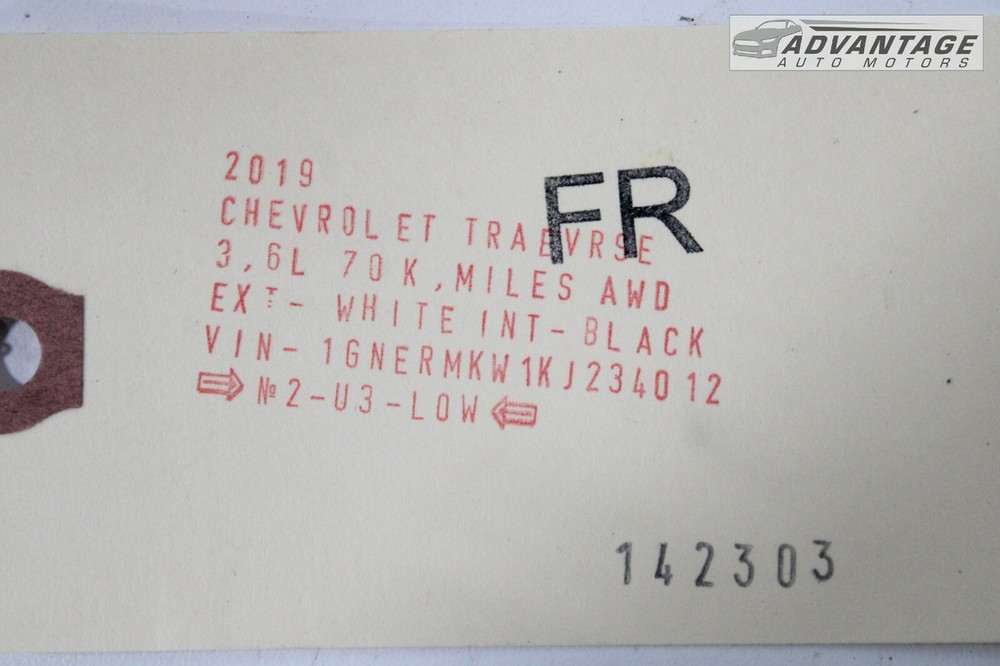 ADVANTAGE
AUTO MOTORS
FR
2019
CHEVROLET TRAEVRSE
3,6L 70K,MILES AWD
EXT- WHITE INT-BLACK
VIN-1GNERMKW1KJ234012
⇨ №2-U3-LOW ⇦
142303